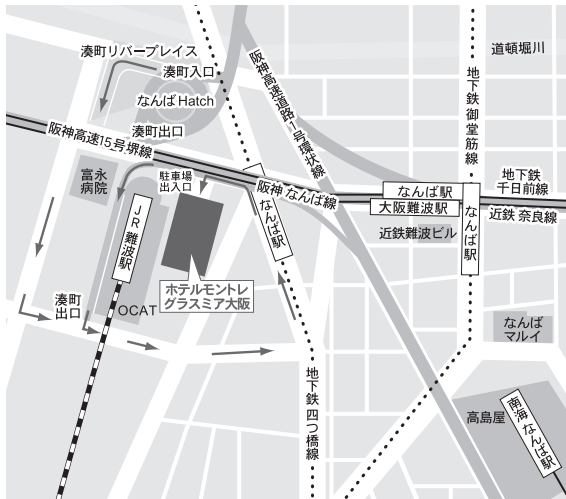 湊町リバープレイス
湊町入口
なんばHatch
湊町出口
阪神高速15号堺線
阪神高速道路1号環状線
地下鉄 御堂筋線
道頓堀川
富永
病院
駐車場
出入口
阪神 なんば線
なんば駅
なんば駅
大阪難波駅
なんば駅
地下鉄
千日前線
近鉄 奈良線
近鉄難波ビル
JR 難波駅
ホテルモントレ
グラスミア大阪
湊町
出口
OCAT
なんば
マルイ
地下鉄 四つ橋線
高島屋
南海 なんば駅